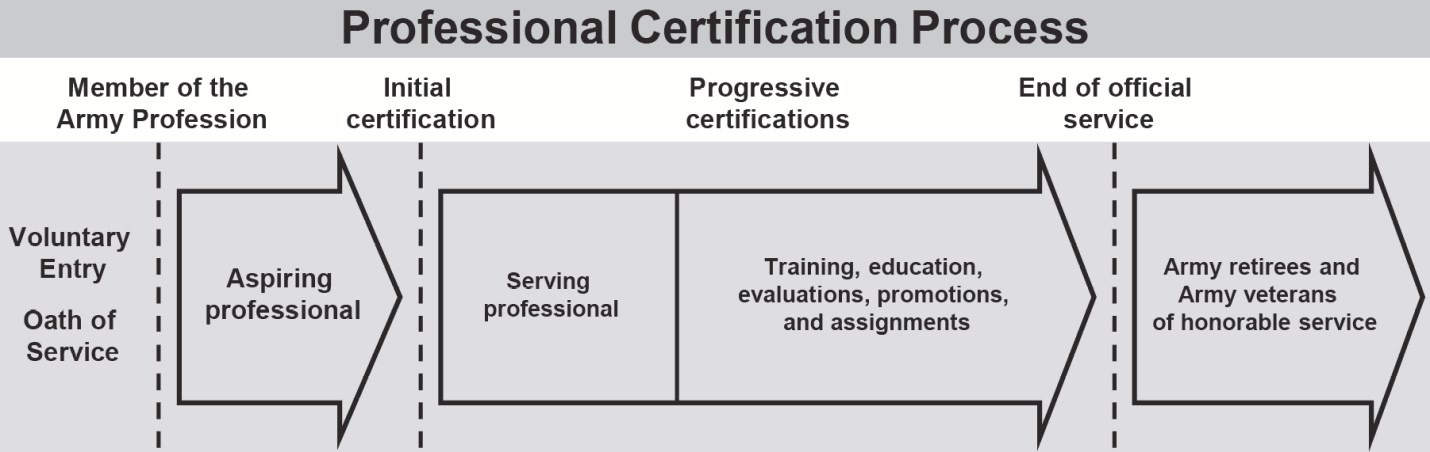 Professional Certification Process
Member of the
Army Profession
Initial
certification
Progressive
certifications
End of official
service
Voluntary
Entry
Oath of
Service
Aspiring
professional
Serving
professional
Training, education,
evaluations, promotions,
and assignments
Army retirees and
Army veterans
of honorable service